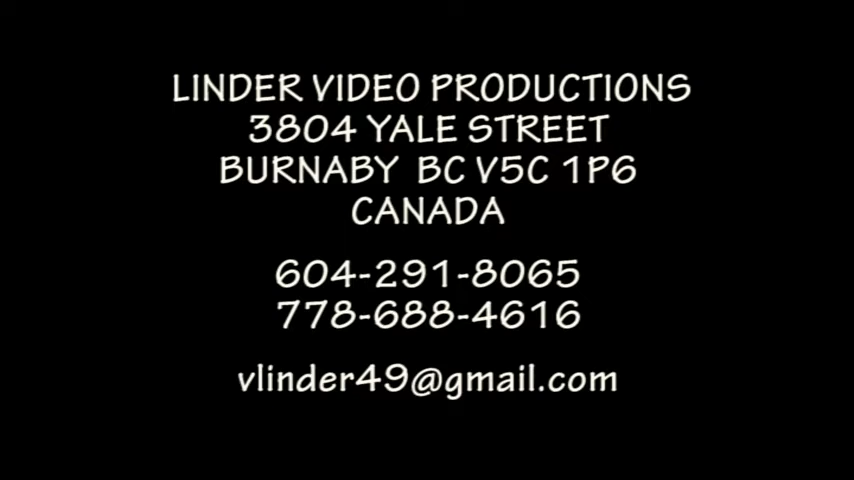 LINDER VIDEO PRODUCTIONS
3804 YALE STREET
BURNABY  BC V5C 1P6
CANADA
604-291-8065
778-688-4616
vlinder49@gmail.com